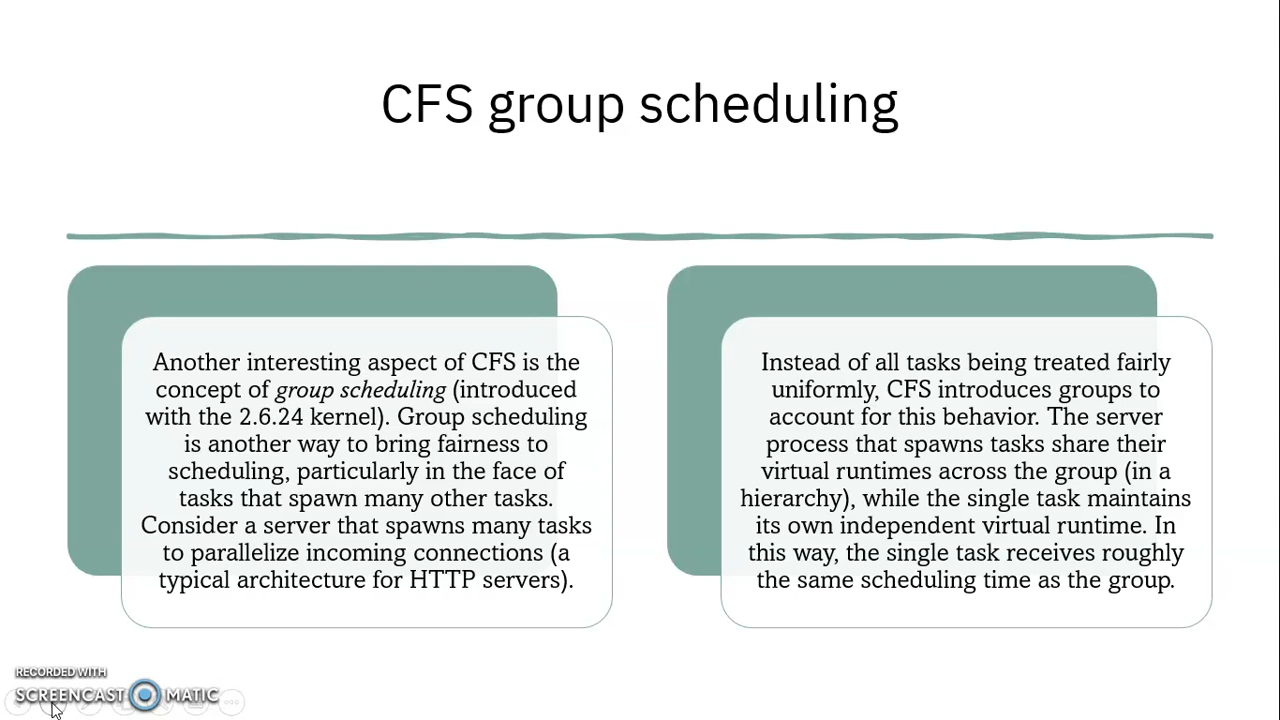 CFS group scheduling
Another interesting aspect of CFS is the
concept of group scheduling (introduced
with the 2.6.24 kernel). Group scheduling
is another way to bring fairness to
scheduling, particularly in the face of
tasks that spawn many other tasks.
Consider a server that spawns many tasks
to parallelize incoming connections (a
typical architecture for HTTP servers).
Instead of all tasks being treated fairly
uniformly, CFS introduces groups to
account for this behavior. The server
process that spawns tasks share their
virtual runtimes across the group (in a
hierarchy), while the single task maintains
its own independent virtual runtime. In
this way, the single task receives roughly
the same scheduling time as the group.
RECORDED WITH
SCREENCAST MATIC